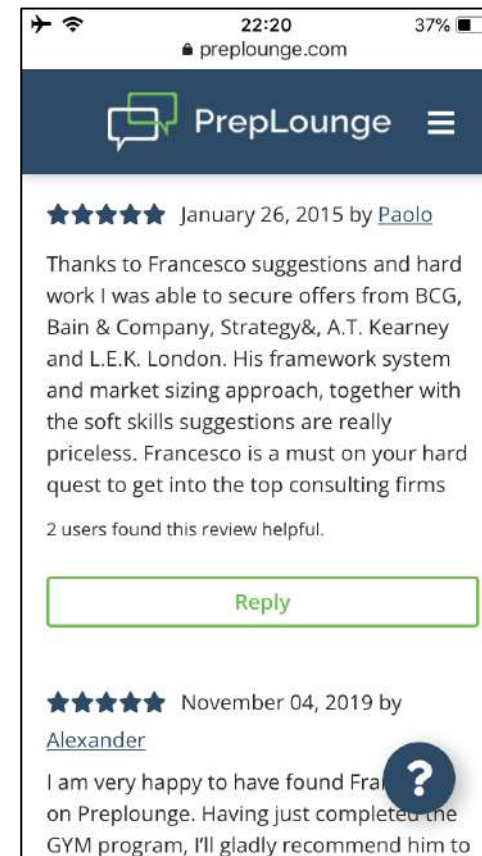 22:20
37%
preplounge.com
PrepLounge
January 26, 2015 by Paolo
Thanks to Francesco suggestions and hard
work I was able to secure offers from BCG,
Bain & Company, Strategy&, A.T. Kearney
and L.E.K. London. His framework system
and market sizing approach, together with
the soft skills suggestions are really
priceless. Francesco is a must on your hard
quest to get into the top consulting firms
2 users found this review helpful.
Reply
November 04, 2019 by
Alexander
I am very happy to have found
?
on Preplounge. Having just completed the
GYM program, I'll gladly recommend him to